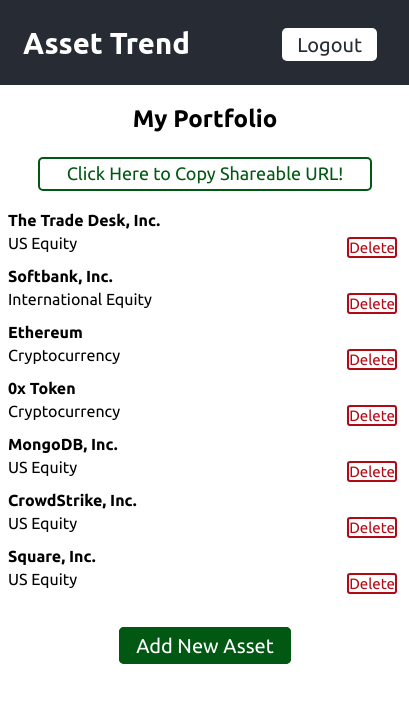 Asset Trend
Logout
My Portfolio
Click Here to Copy Shareable URL!
The Trade Desk, Inc.
US Equity
Delete
Softbank, Inc.
International Equity
Delete
Ethereum
Cryptocurrency
Delete
0x Token
Cryptocurrency
Delete
MongoDB, Inc.
US Equity
Delete
CrowdStrike, Inc.
US Equity
Delete
Square, Inc.
US Equity
Delete
Add New Asset